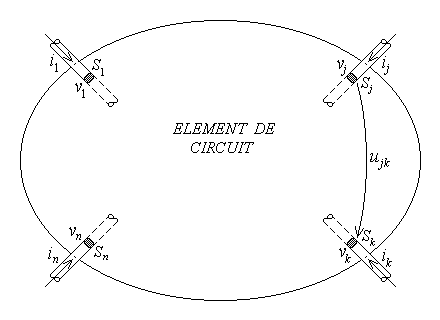 i1 v1 S1
vj Sj ij
ELEMENT DE
CIRCUIT
ujk
vn in Sn
Sk vk ik